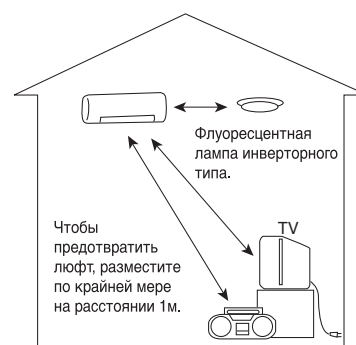 Флуоресцентная
лампа инверторного
типа.
TV
Чтобы
предотвратить
люфт, разместите
по крайней мере
на расстоянии 1м.